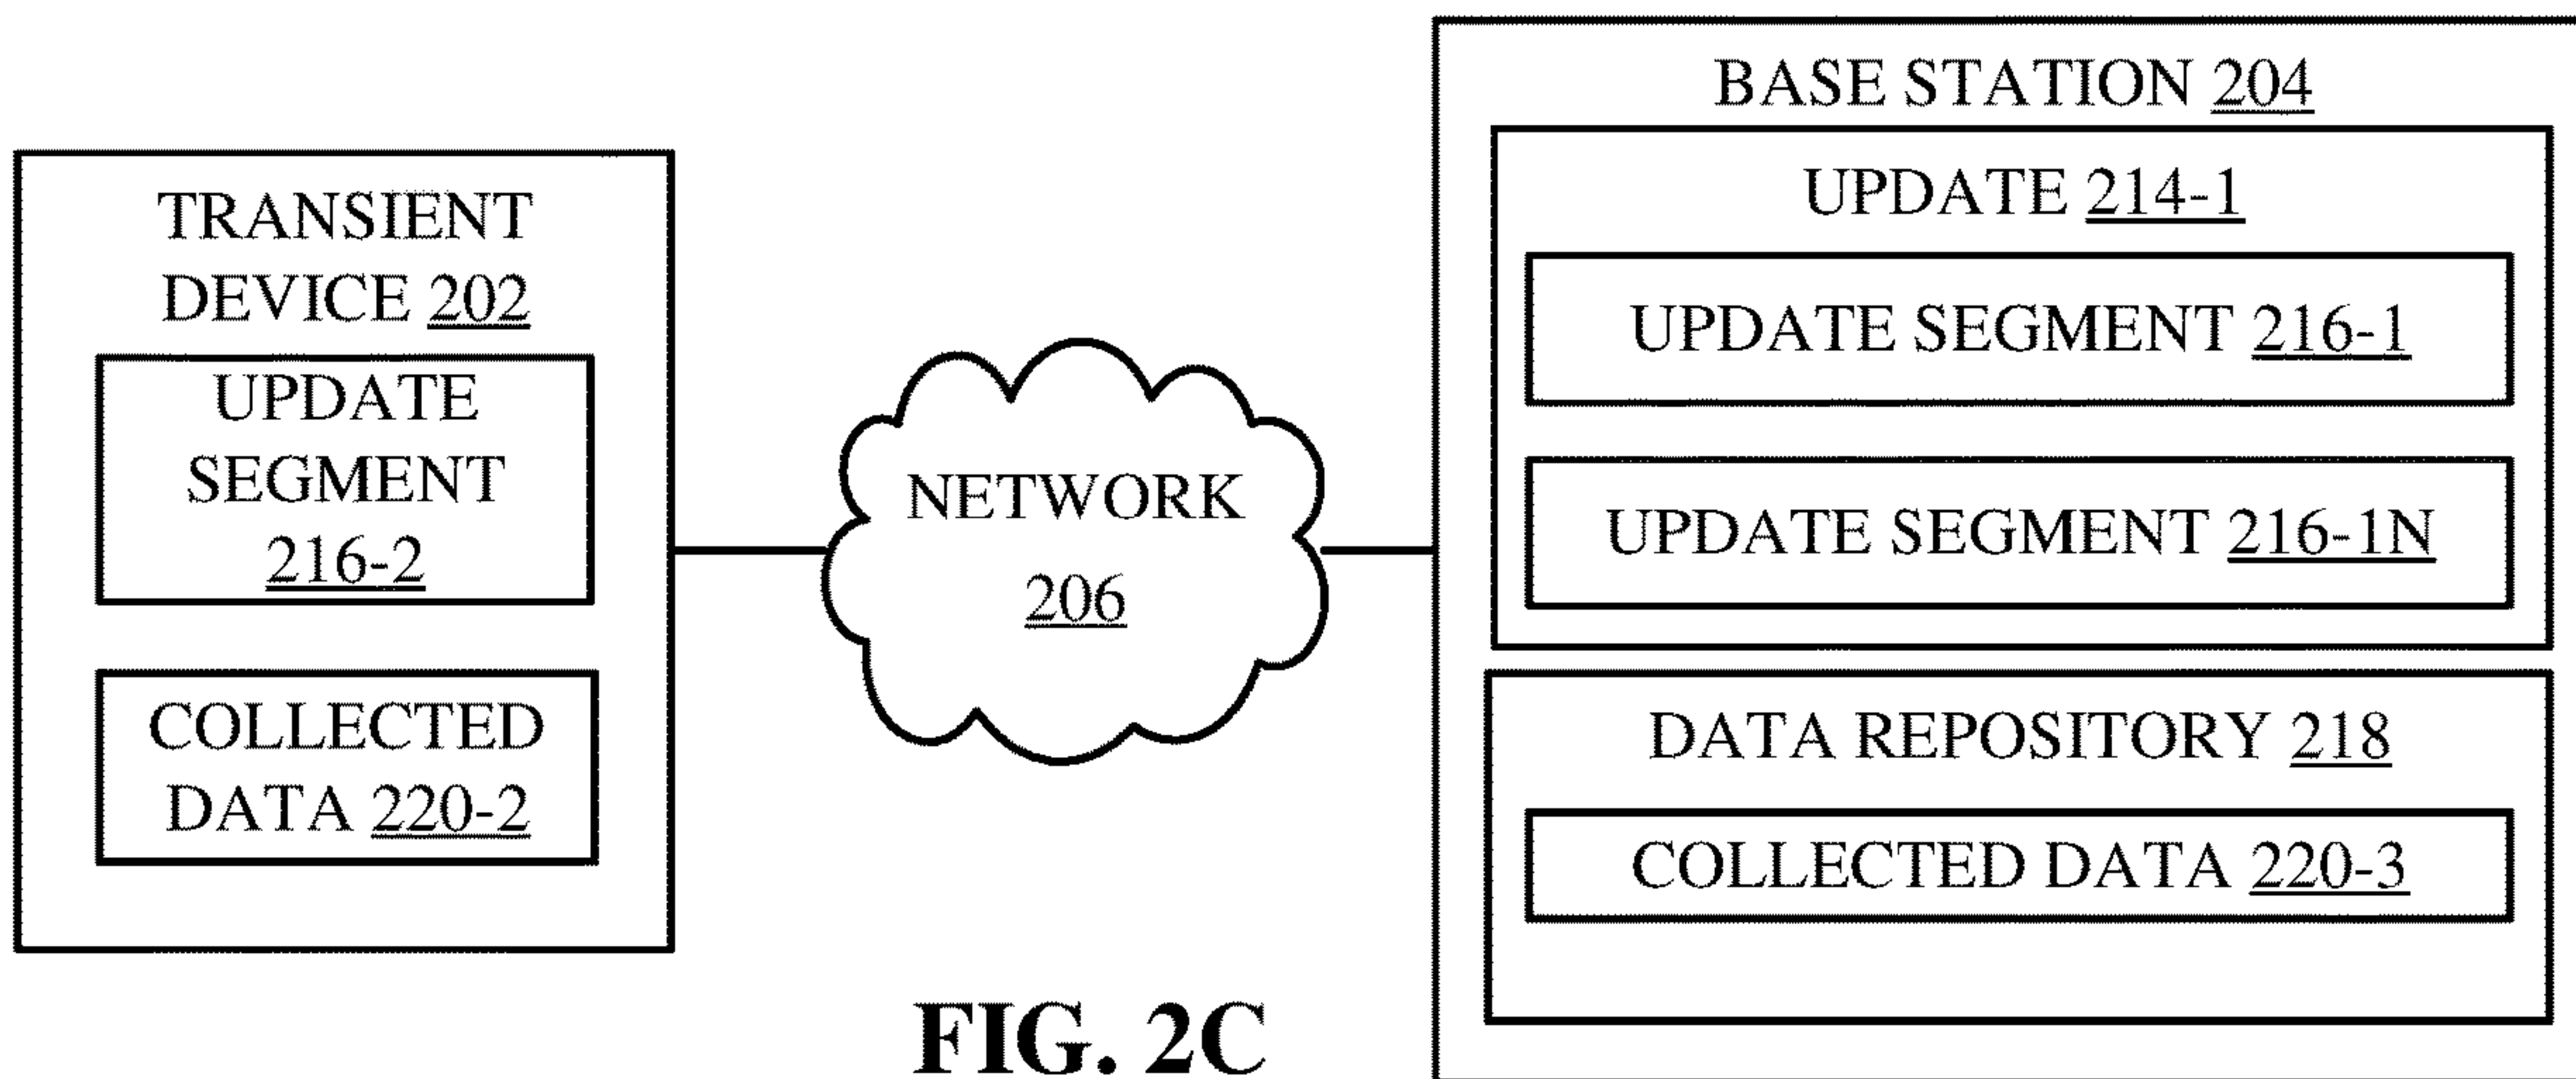 TRANSIENT
DEVICE 202
UPDATE
SEGMENT
216-2
COLLECTED
DATA 220-2
NETWORK
206
BASE STATION 204
UPDATE 214-1
UPDATE SEGMENT 216-1
UPDATE SEGMENT 216-1N
DATA REPOSITORY 218
COLLECTED DATA 220-3
FIG. 2C